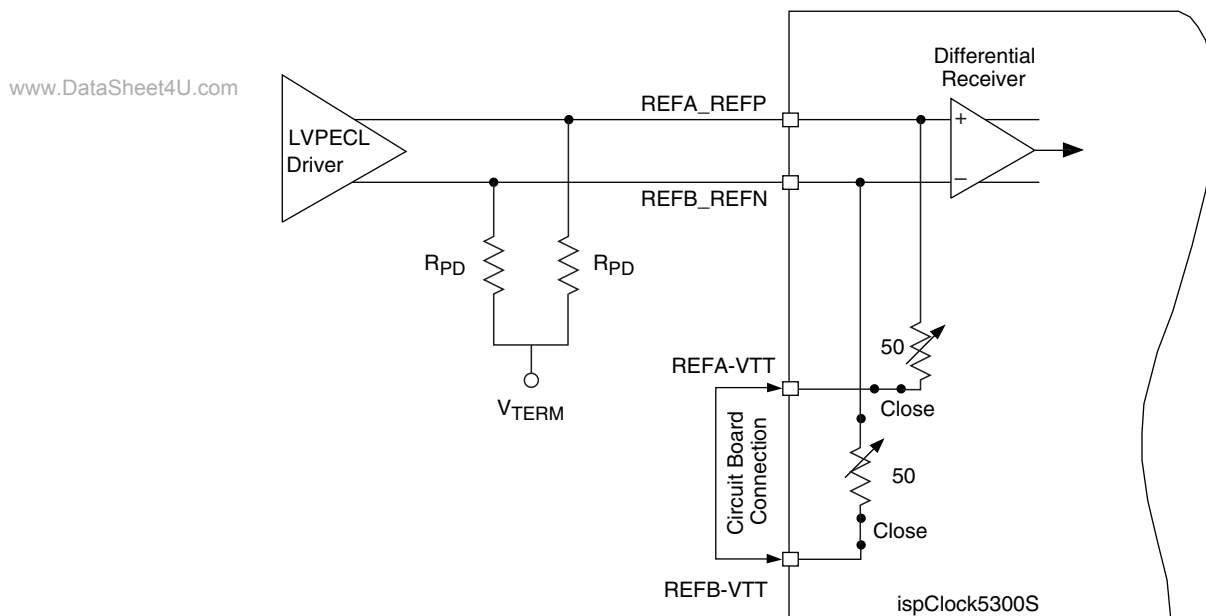 www.DataSheet4U.com
Differential
Receiver
LVPECL
Driver
REFA_REFP
+
−
REFB_REFN
RPD
RPD
VTERM
50
REFA-VTT
Close
Circuit Board
Connection
50
Close
REFB-VTT
ispClock5300S